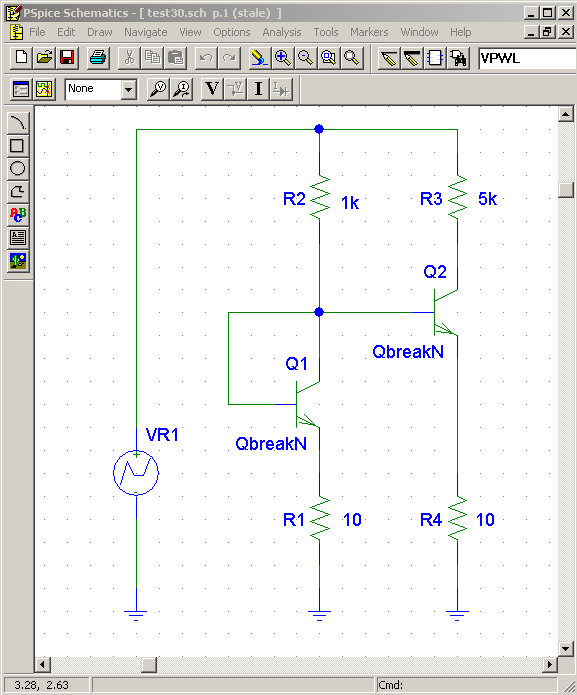 PSpice Schematics - [ test30.sch p.1 (stale) ]
File Edit Draw Navigate View Options Analysis Tools Markers Window Help
VPWL
None V I
ABC
R2 1k R3 5k
Q2
QbreakN
Q1
VR1 QbreakN
R1 10 R4 10
3.28, 2.63 Cmd: